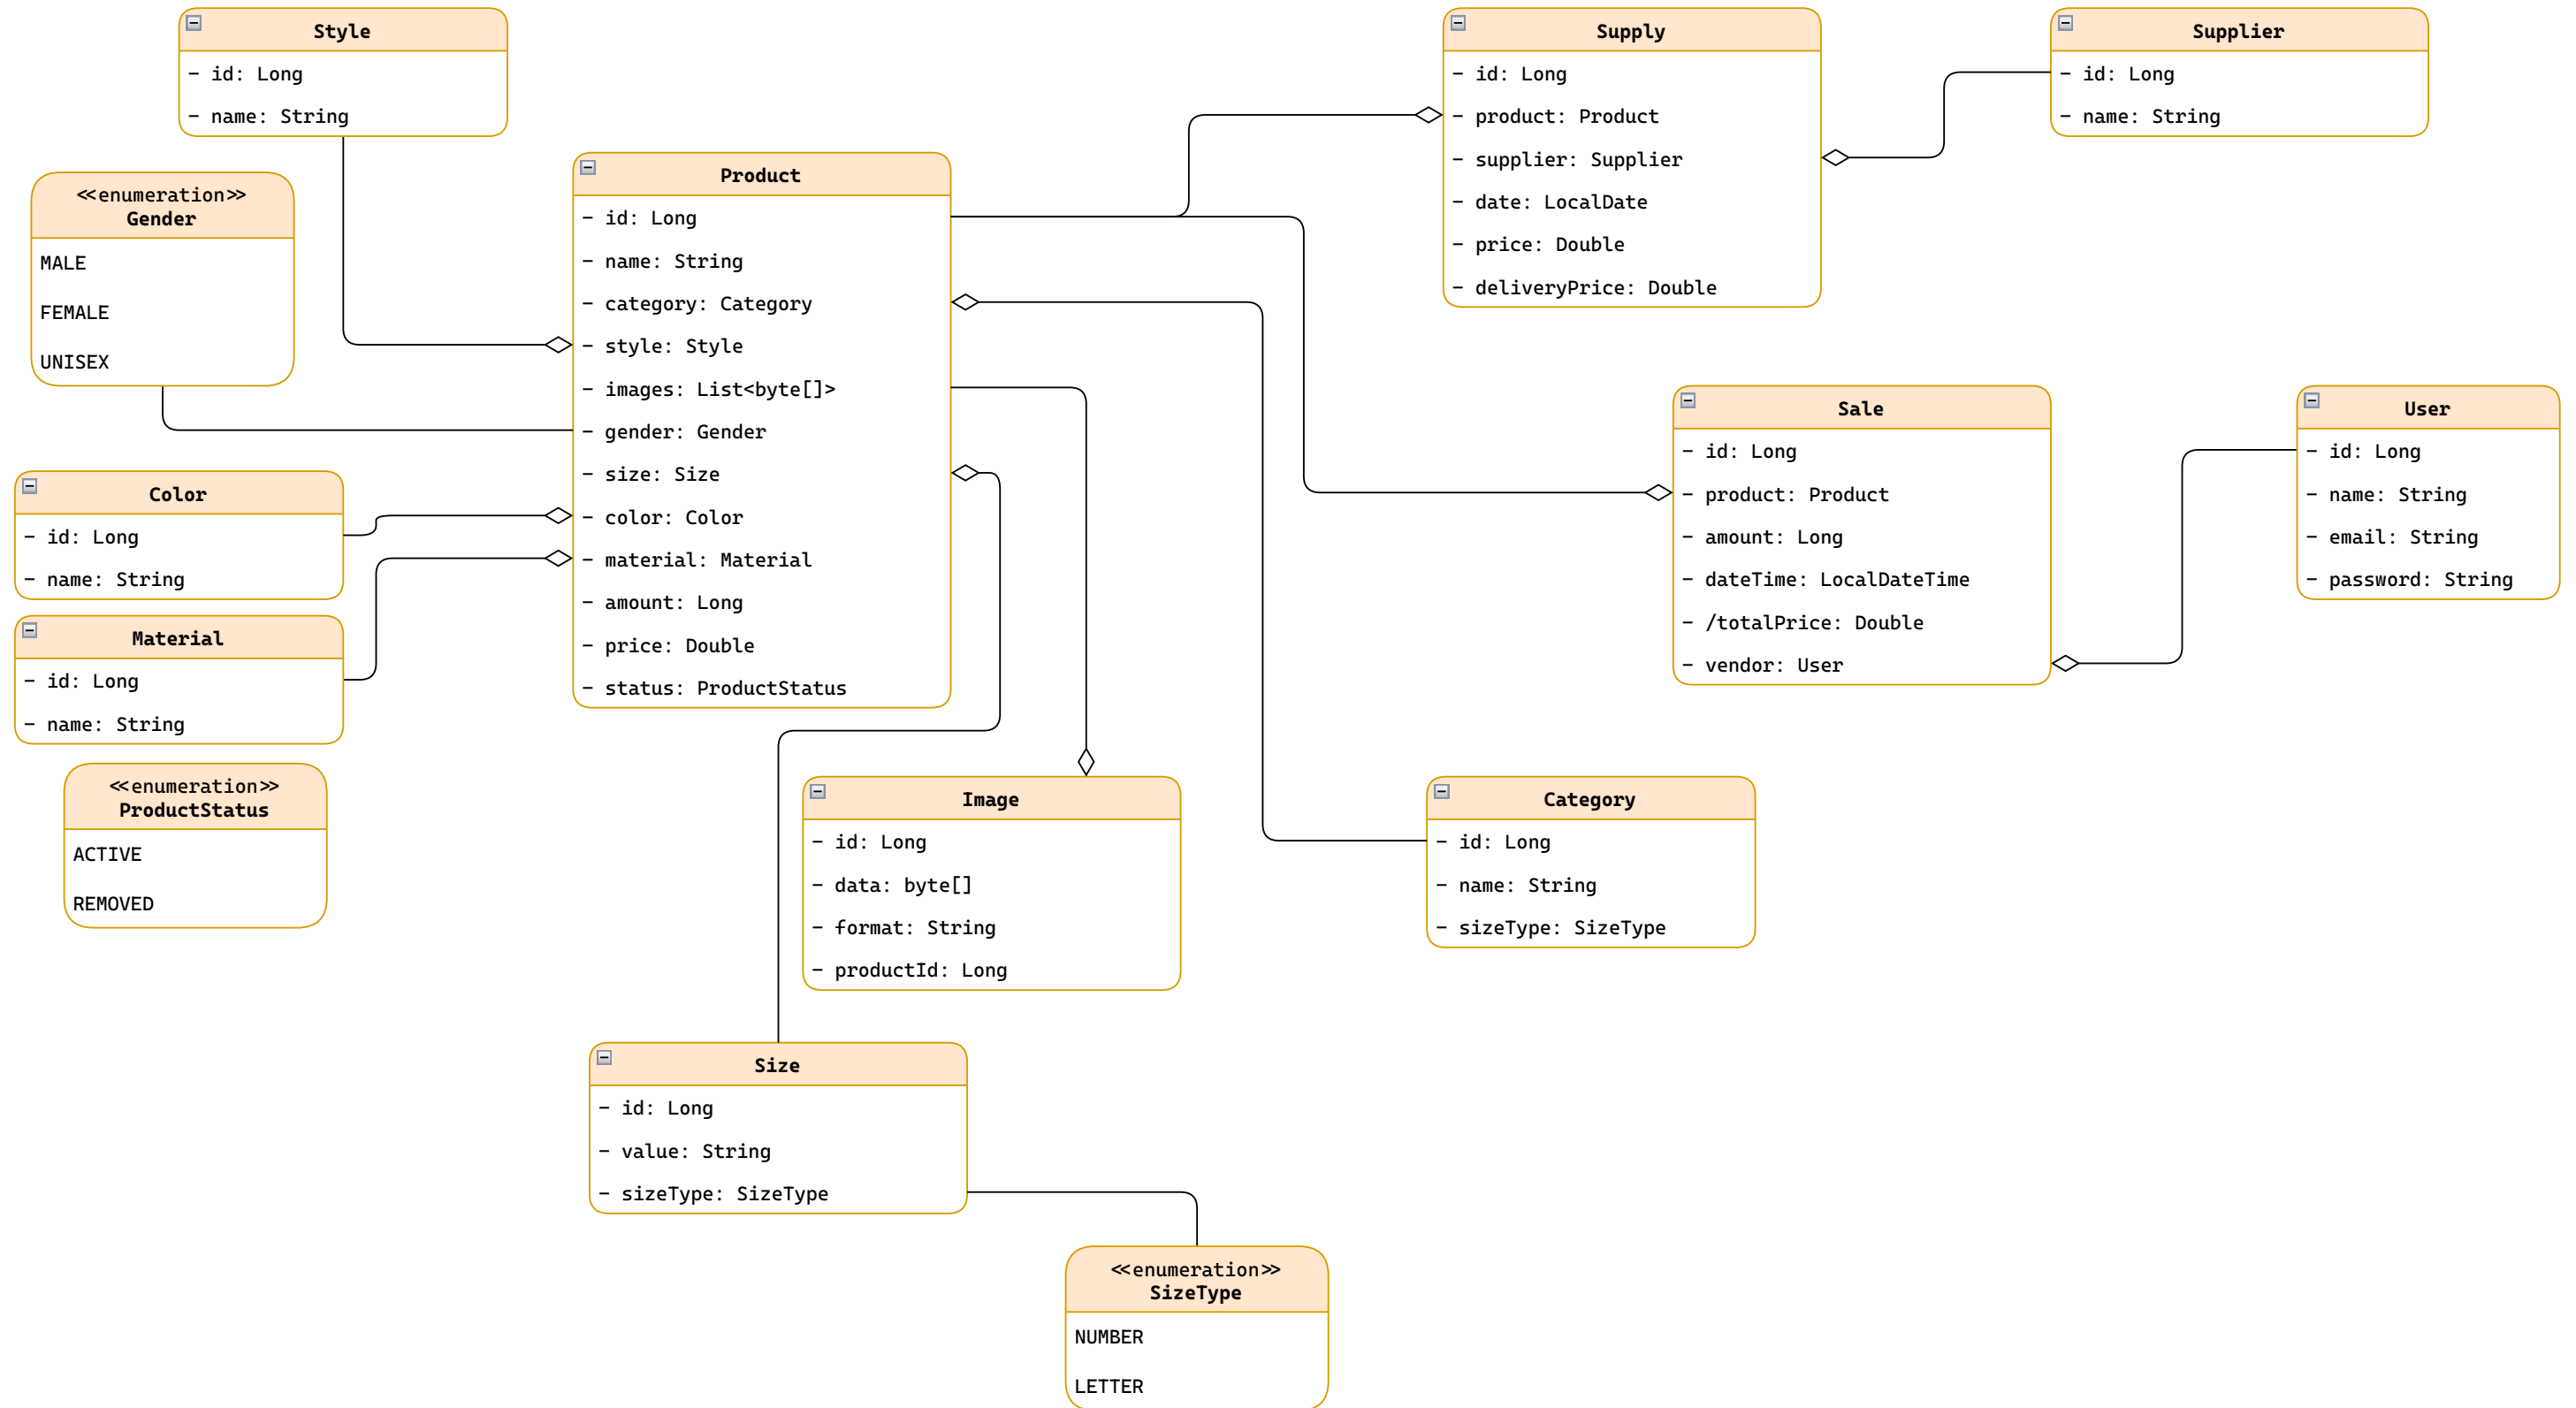 Style
- id: Long
- name: String
<<enumeration>>
Gender
MALE
FEMALE
UNISEX
Color
- id: Long
- name: String
Material
- id: Long
- name: String
<<enumeration>>
ProductStatus
ACTIVE
REMOVED
Product
- id: Long
- name: String
- category: Category
- style: Style
- images: List<byte[]>
- gender: Gender
- size: Size
- color: Color
- material: Material
- amount: Long
- price: Double
- status: ProductStatus
Supply
- id: Long
- product: Product
- supplier: Supplier
- date: LocalDate
- price: Double
- deliveryPrice: Double
Supplier
- id: Long
- name: String
Sale
- id: Long
- product: Product
- amount: Long
- dateTime: LocalDateTime
- /totalPrice: Double
- vendor: User
User
- id: Long
- name: String
- email: String
- password: String
Image
- id: Long
- data: byte[]
- format: String
- productId: Long
Category
- id: Long
- name: String
- sizeType: SizeType
Size
- id: Long
- value: String
- sizeType: SizeType
<<enumeration>>
SizeType
NUMBER
LETTER